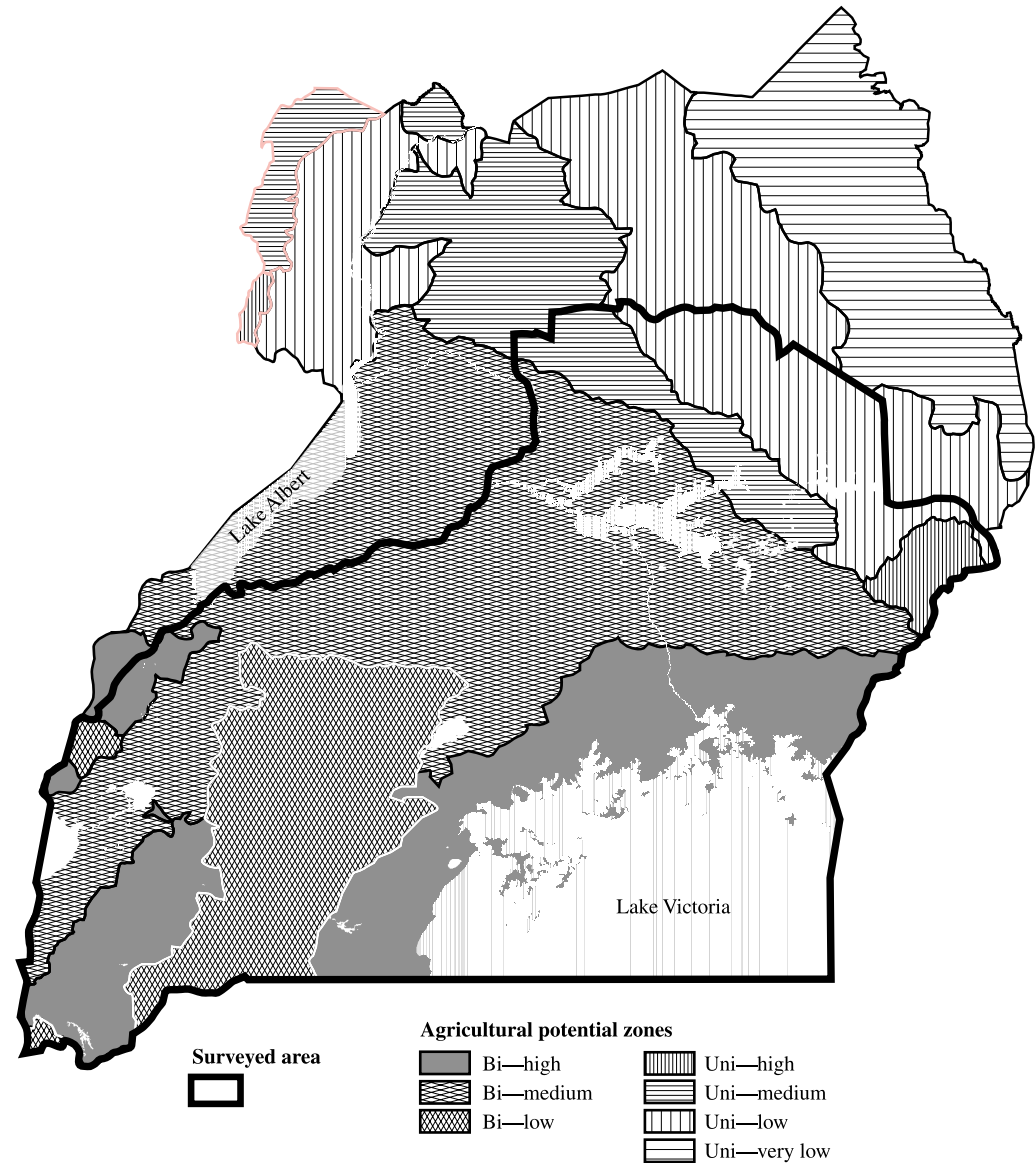 Lake Albert
Lake Victoria
Surveyed area
Agricultural potential zones
Bi—high
Bi—medium
Bi—low
Uni—high
Uni—medium
Uni—low
Uni—very low